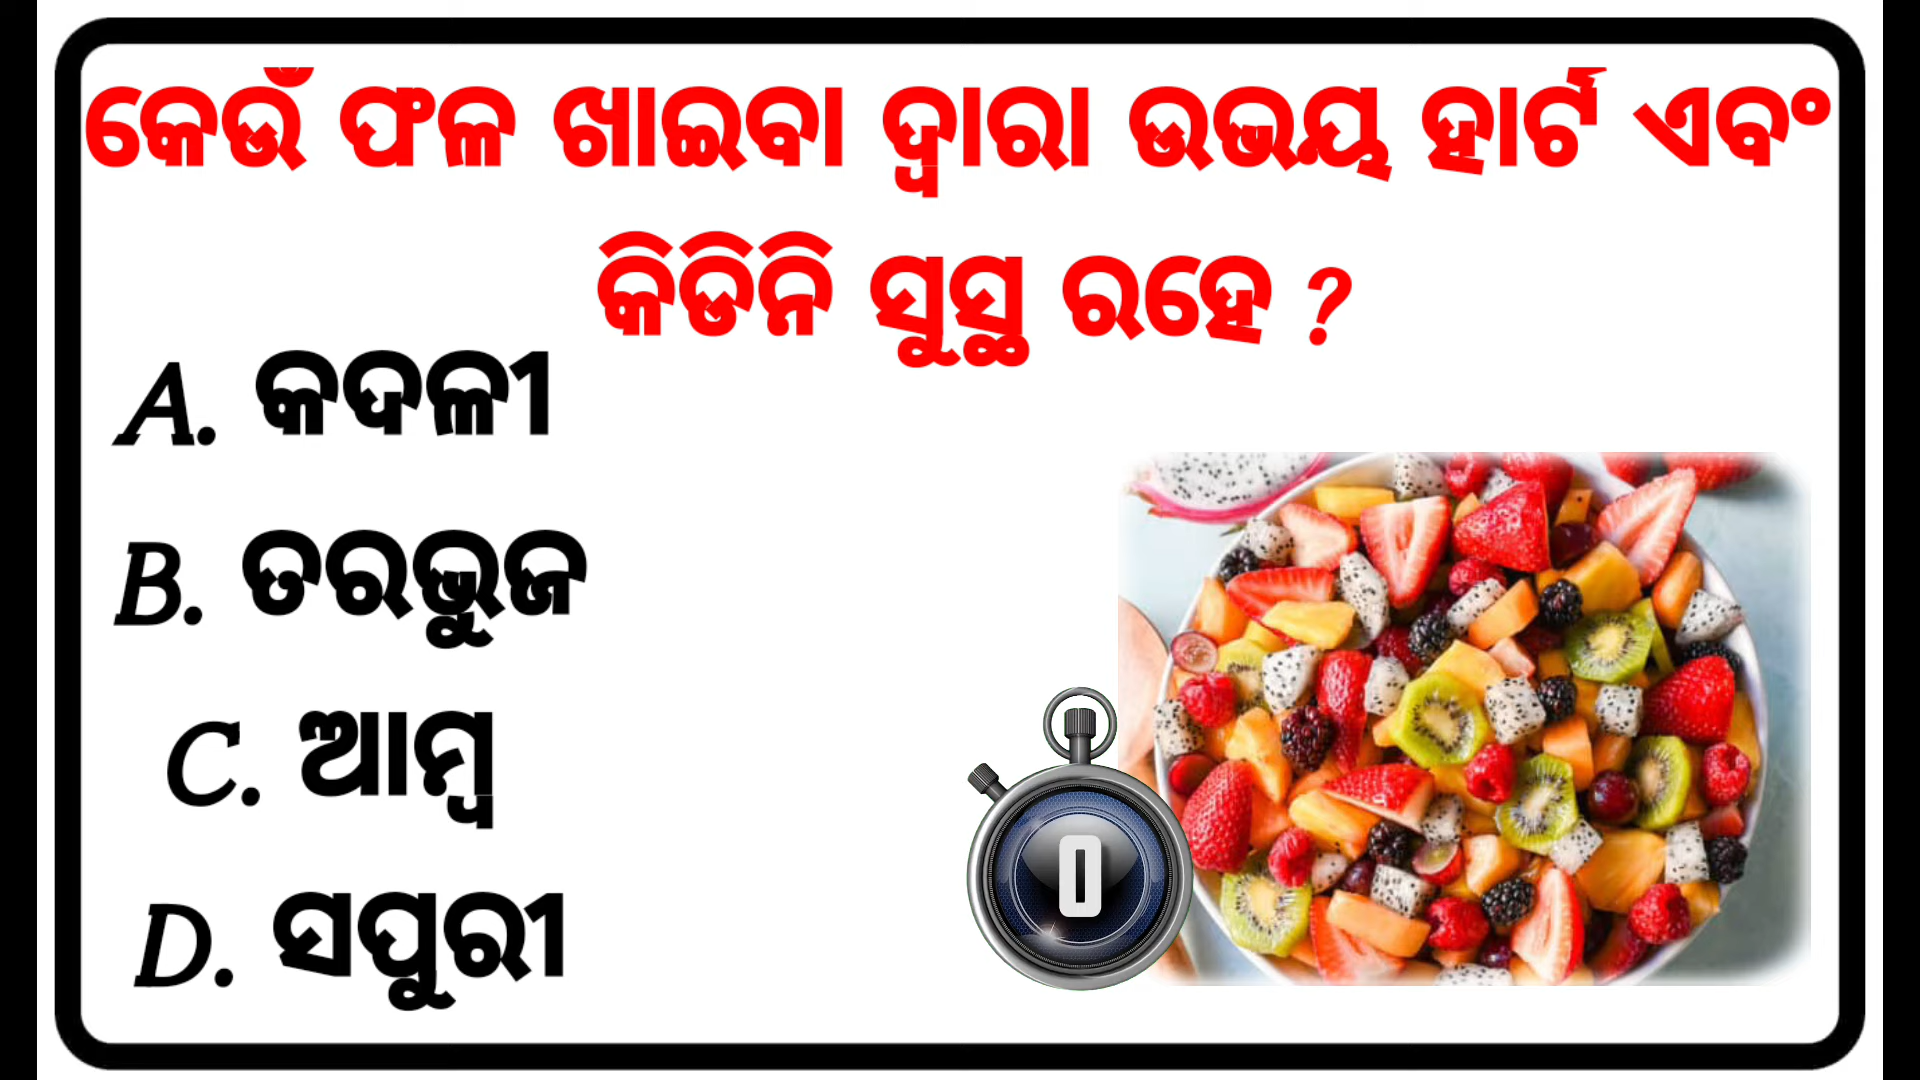 କେଉଁ ଫଳ ଖାଇବା ଦ୍ୱାରା ଉଭୟ ହାର୍ଟ ଏବଂ
କିଡିନି ସୁସ୍ଥ ରହେ ?
A. କଦଳୀ
B. ତରଭୁଜ
C. ଆମ୍ବ
D. ସପୁରୀ
0